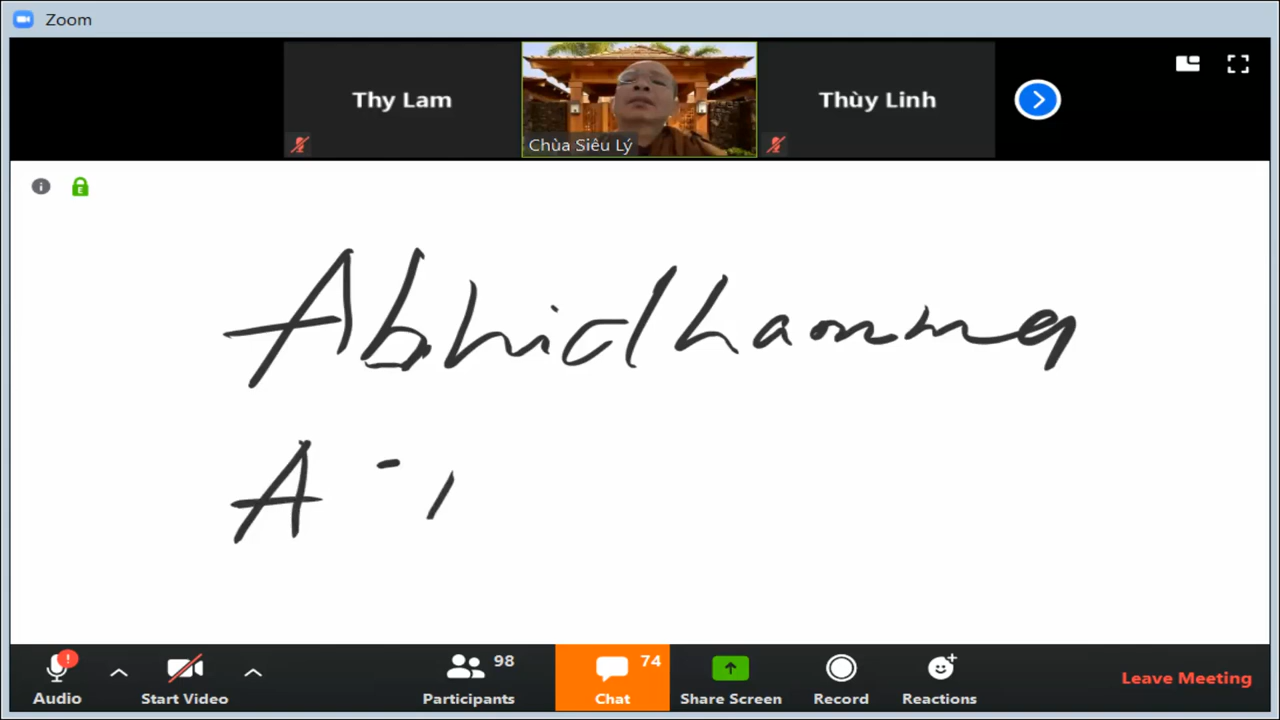 Zoom
Thy Lam
Chùa Siêu Lý
Thùy Linh
Abhidhamma
A -
Audio
Start Video
98
Participants
74
Chat
Share Screen
Record
Reactions
Leave Meeting